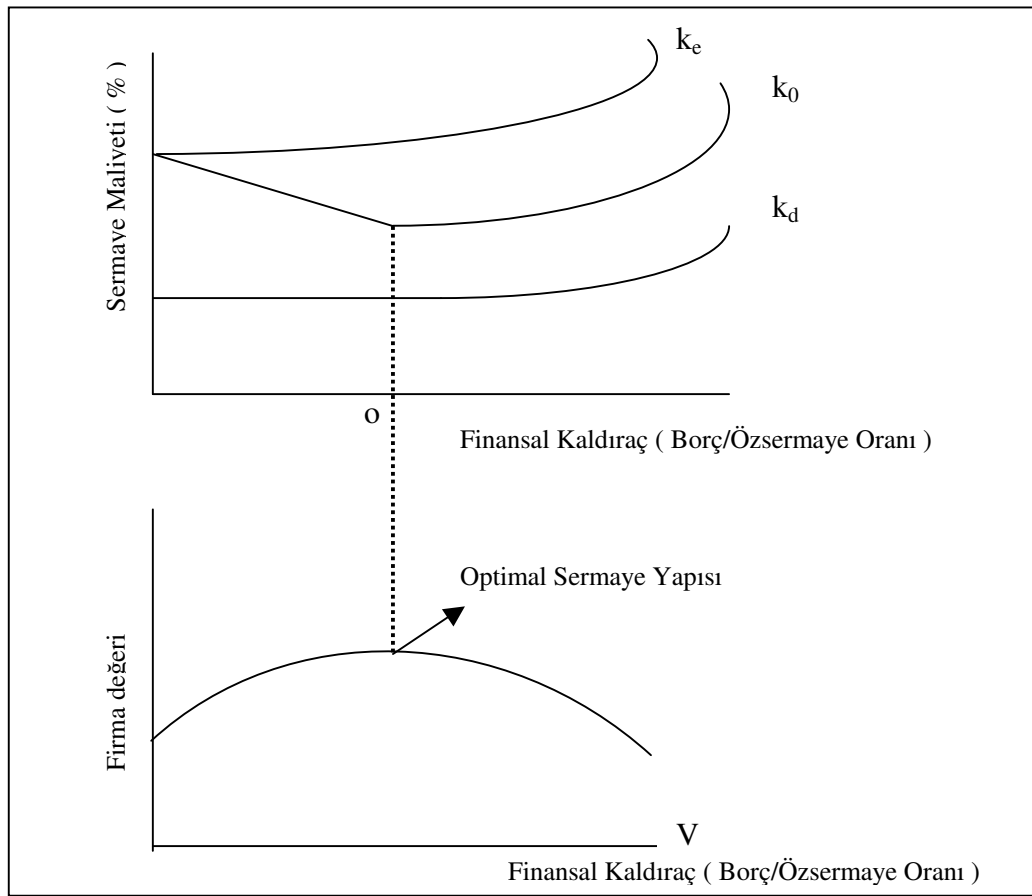 Sermaye Maliyeti ( % )
ke
k0
kd
o
Finansal Kaldıraç ( Borç/Özsermaye Oranı )
Optimal Sermaye Yapısı
Firma değeri
V
Finansal Kaldıraç ( Borç/Özsermaye Oranı )